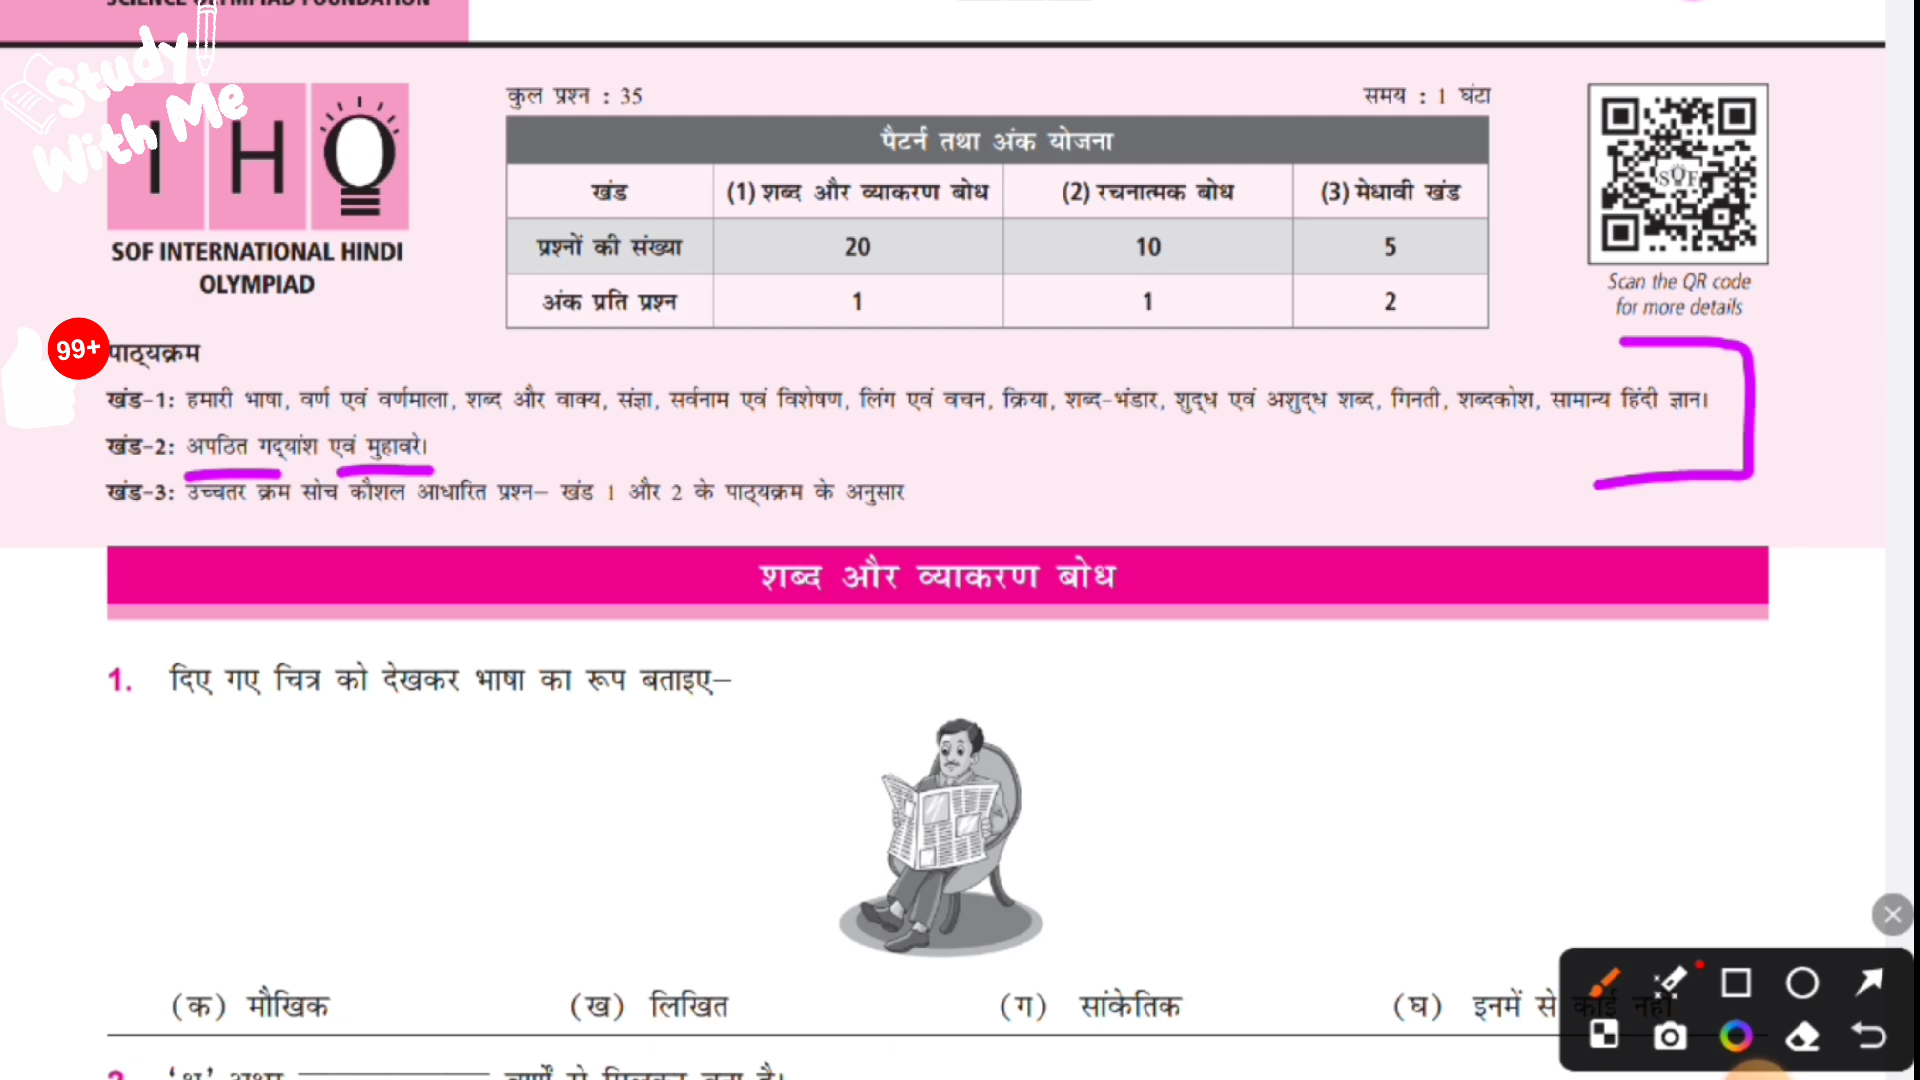 SCIENCE OLYMPIAD FOUNDATION
Study
With Me
I H
SOF INTERNATIONAL HINDI
OLYMPIAD
कुल प्रश्न : 35
समय : 1 घंटा
पैटर्न तथा अंक योजना
खंड (1) शब्द और व्याकरण बोध (2) रचनात्मक बोध (3) मेधावी खंड
प्रश्नों की संख्या 20 10 5
अंक प्रति प्रश्न 1 1 2
SOF
Scan the QR code
for more details
99+
पाठ्यक्रम
खंड-1: हमारी भाषा, वर्ण एवं वर्णमाला, शब्द और वाक्य, संज्ञा, सर्वनाम एवं विशेषण, लिंग एवं वचन, क्रिया, शब्द-भंडार, शुद्ध एवं अशुद्ध शब्द, गिनती, शब्दकोश, सामान्य हिंदी ज्ञान।
खंड-2: अपठित गद्यांश एवं मुहावरे।
खंड-3: उच्चतर क्रम सोच कौशल आधारित प्रश्न– खंड 1 और 2 के पाठ्यक्रम के अनुसार
शब्द और व्याकरण बोध
1. दिए गए चित्र को देखकर भाषा का रूप बताइए–
(क) मौखिक (ख) लिखित (ग) सांकेतिक (घ) इनमें से कोई नहीं